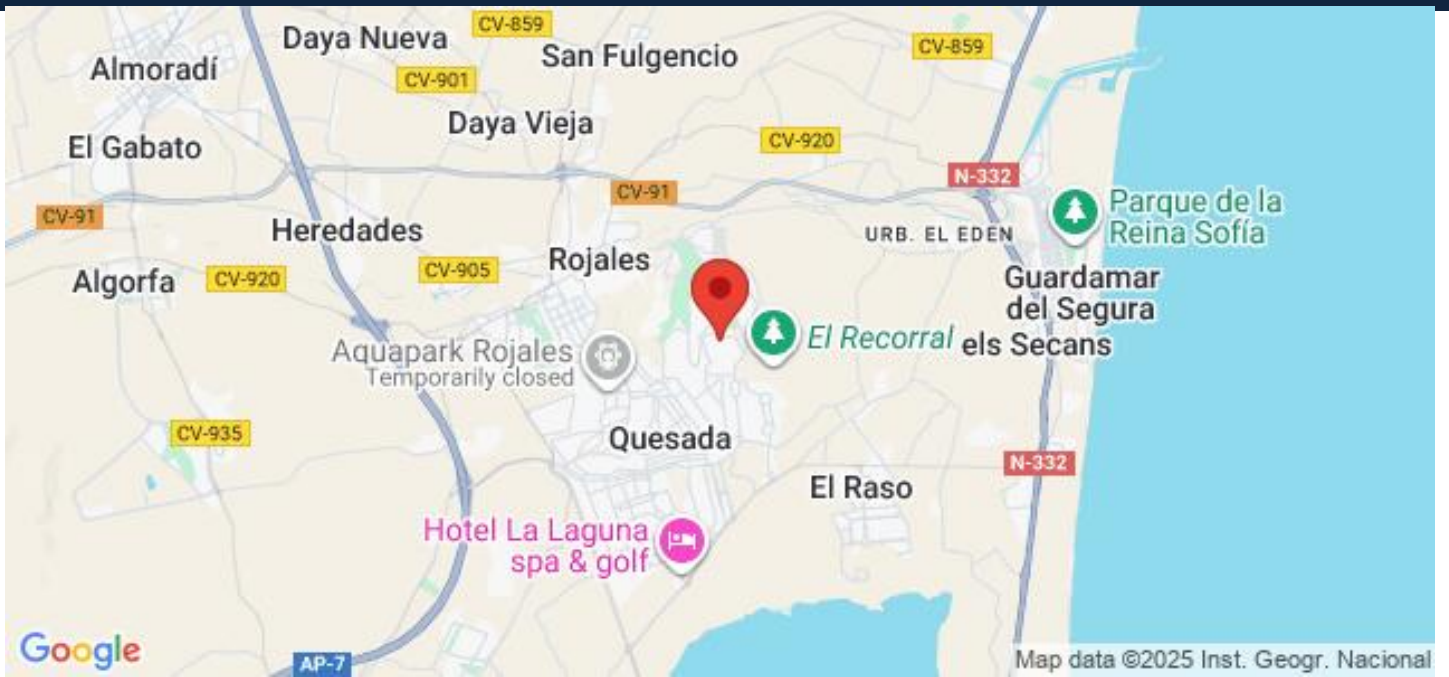 CV-859
Daya Nueva
San Fulgencio
CV-859
Almoradí
CV-901
Daya Vieja
CV-920
El Gabato
N-332
CV-91
Parque de la
Reina Sofía
CV-91
Heredades
URB. EL EDEN
Rojales
Algorfa
CV-920
CV-905
Guardamar
del Segura
El Recorral
els Secans
Aquapark Rojales
Temporarily closed
CV-935
Quesada
N-332
El Raso
Hotel La Laguna
spa & golf
Google
AP-7
Map data ©2025 Inst. Geogr. Nacional